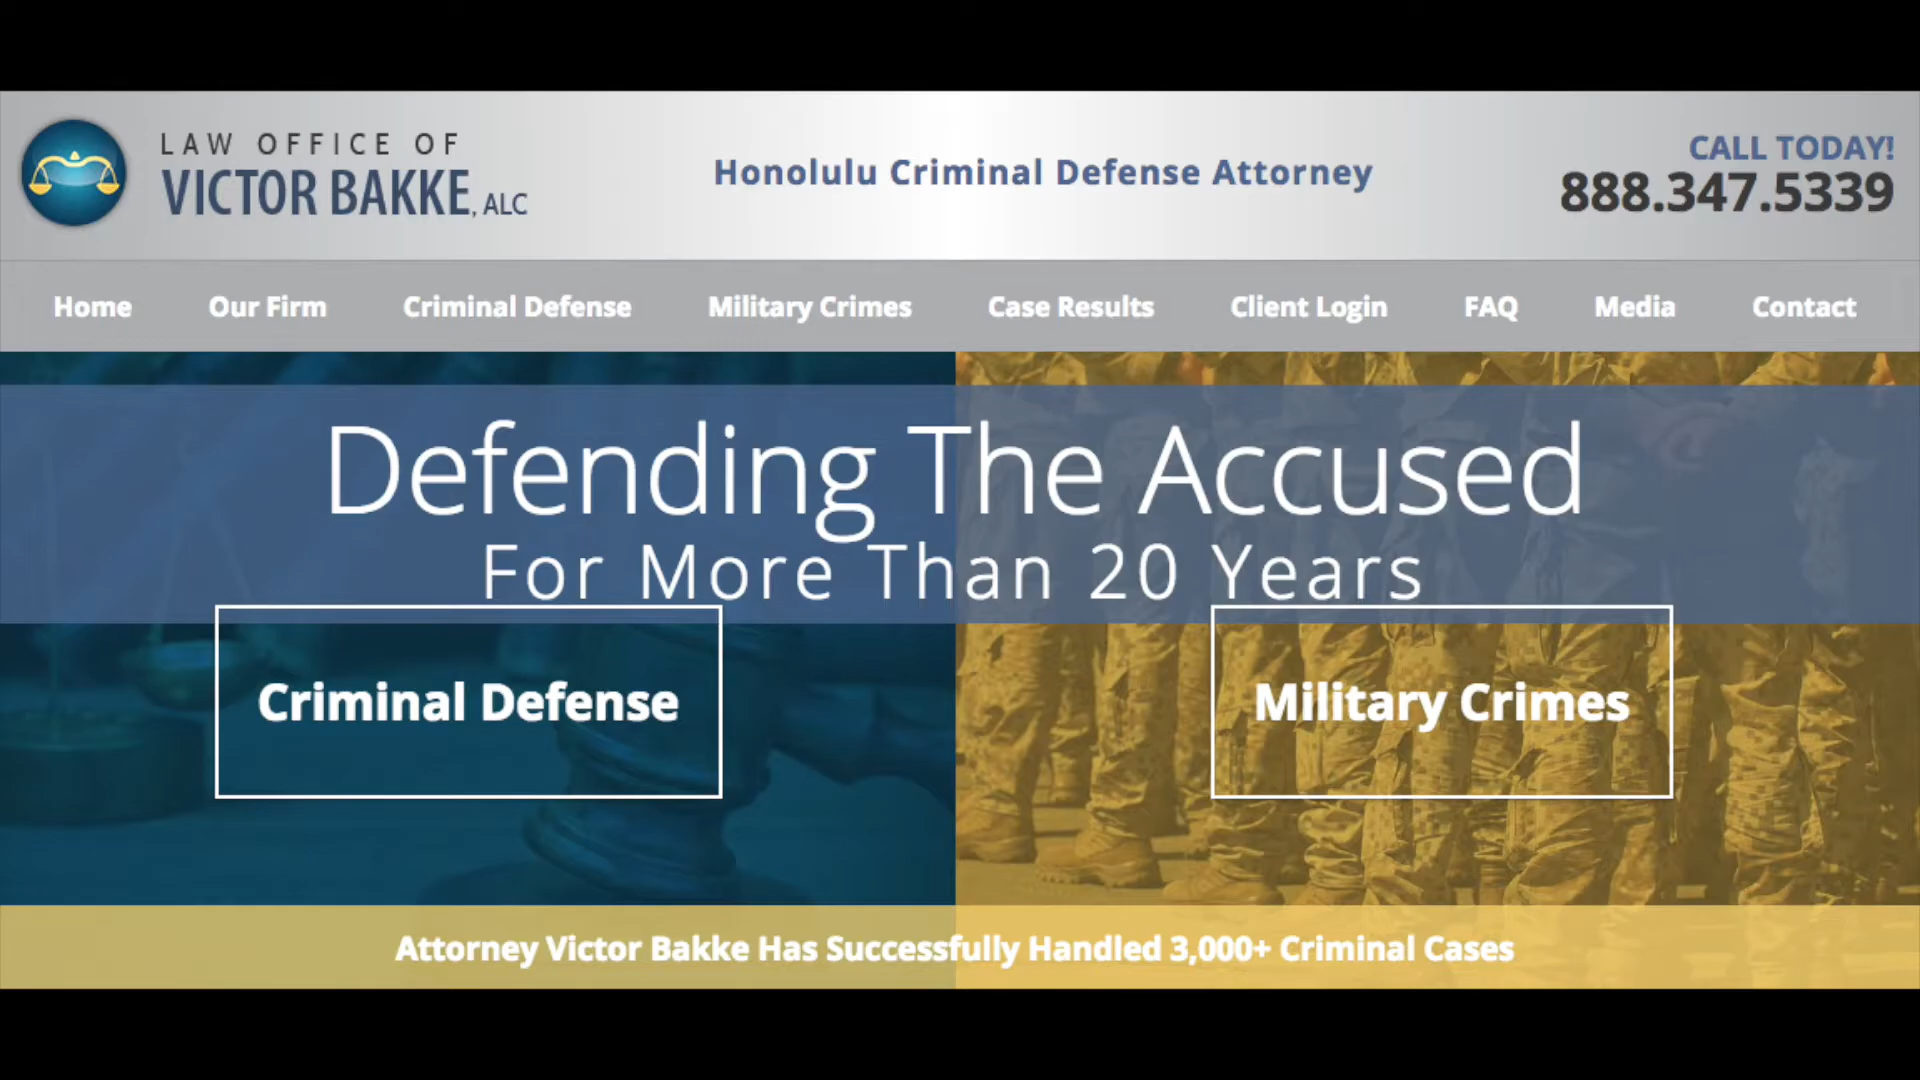 LAW OFFICE OF
VICTOR BAKKE, ALC
Honolulu Criminal Defense Attorney
CALL TODAY!
888.347.5339
Home Our Firm Criminal Defense Military Crimes Case Results Client Login FAQ Media Contact
Defending The Accused
For More Than 20 Years
Criminal Defense
Military Crimes
Attorney Victor Bakke Has Successfully Handled 3,000+ Criminal Cases